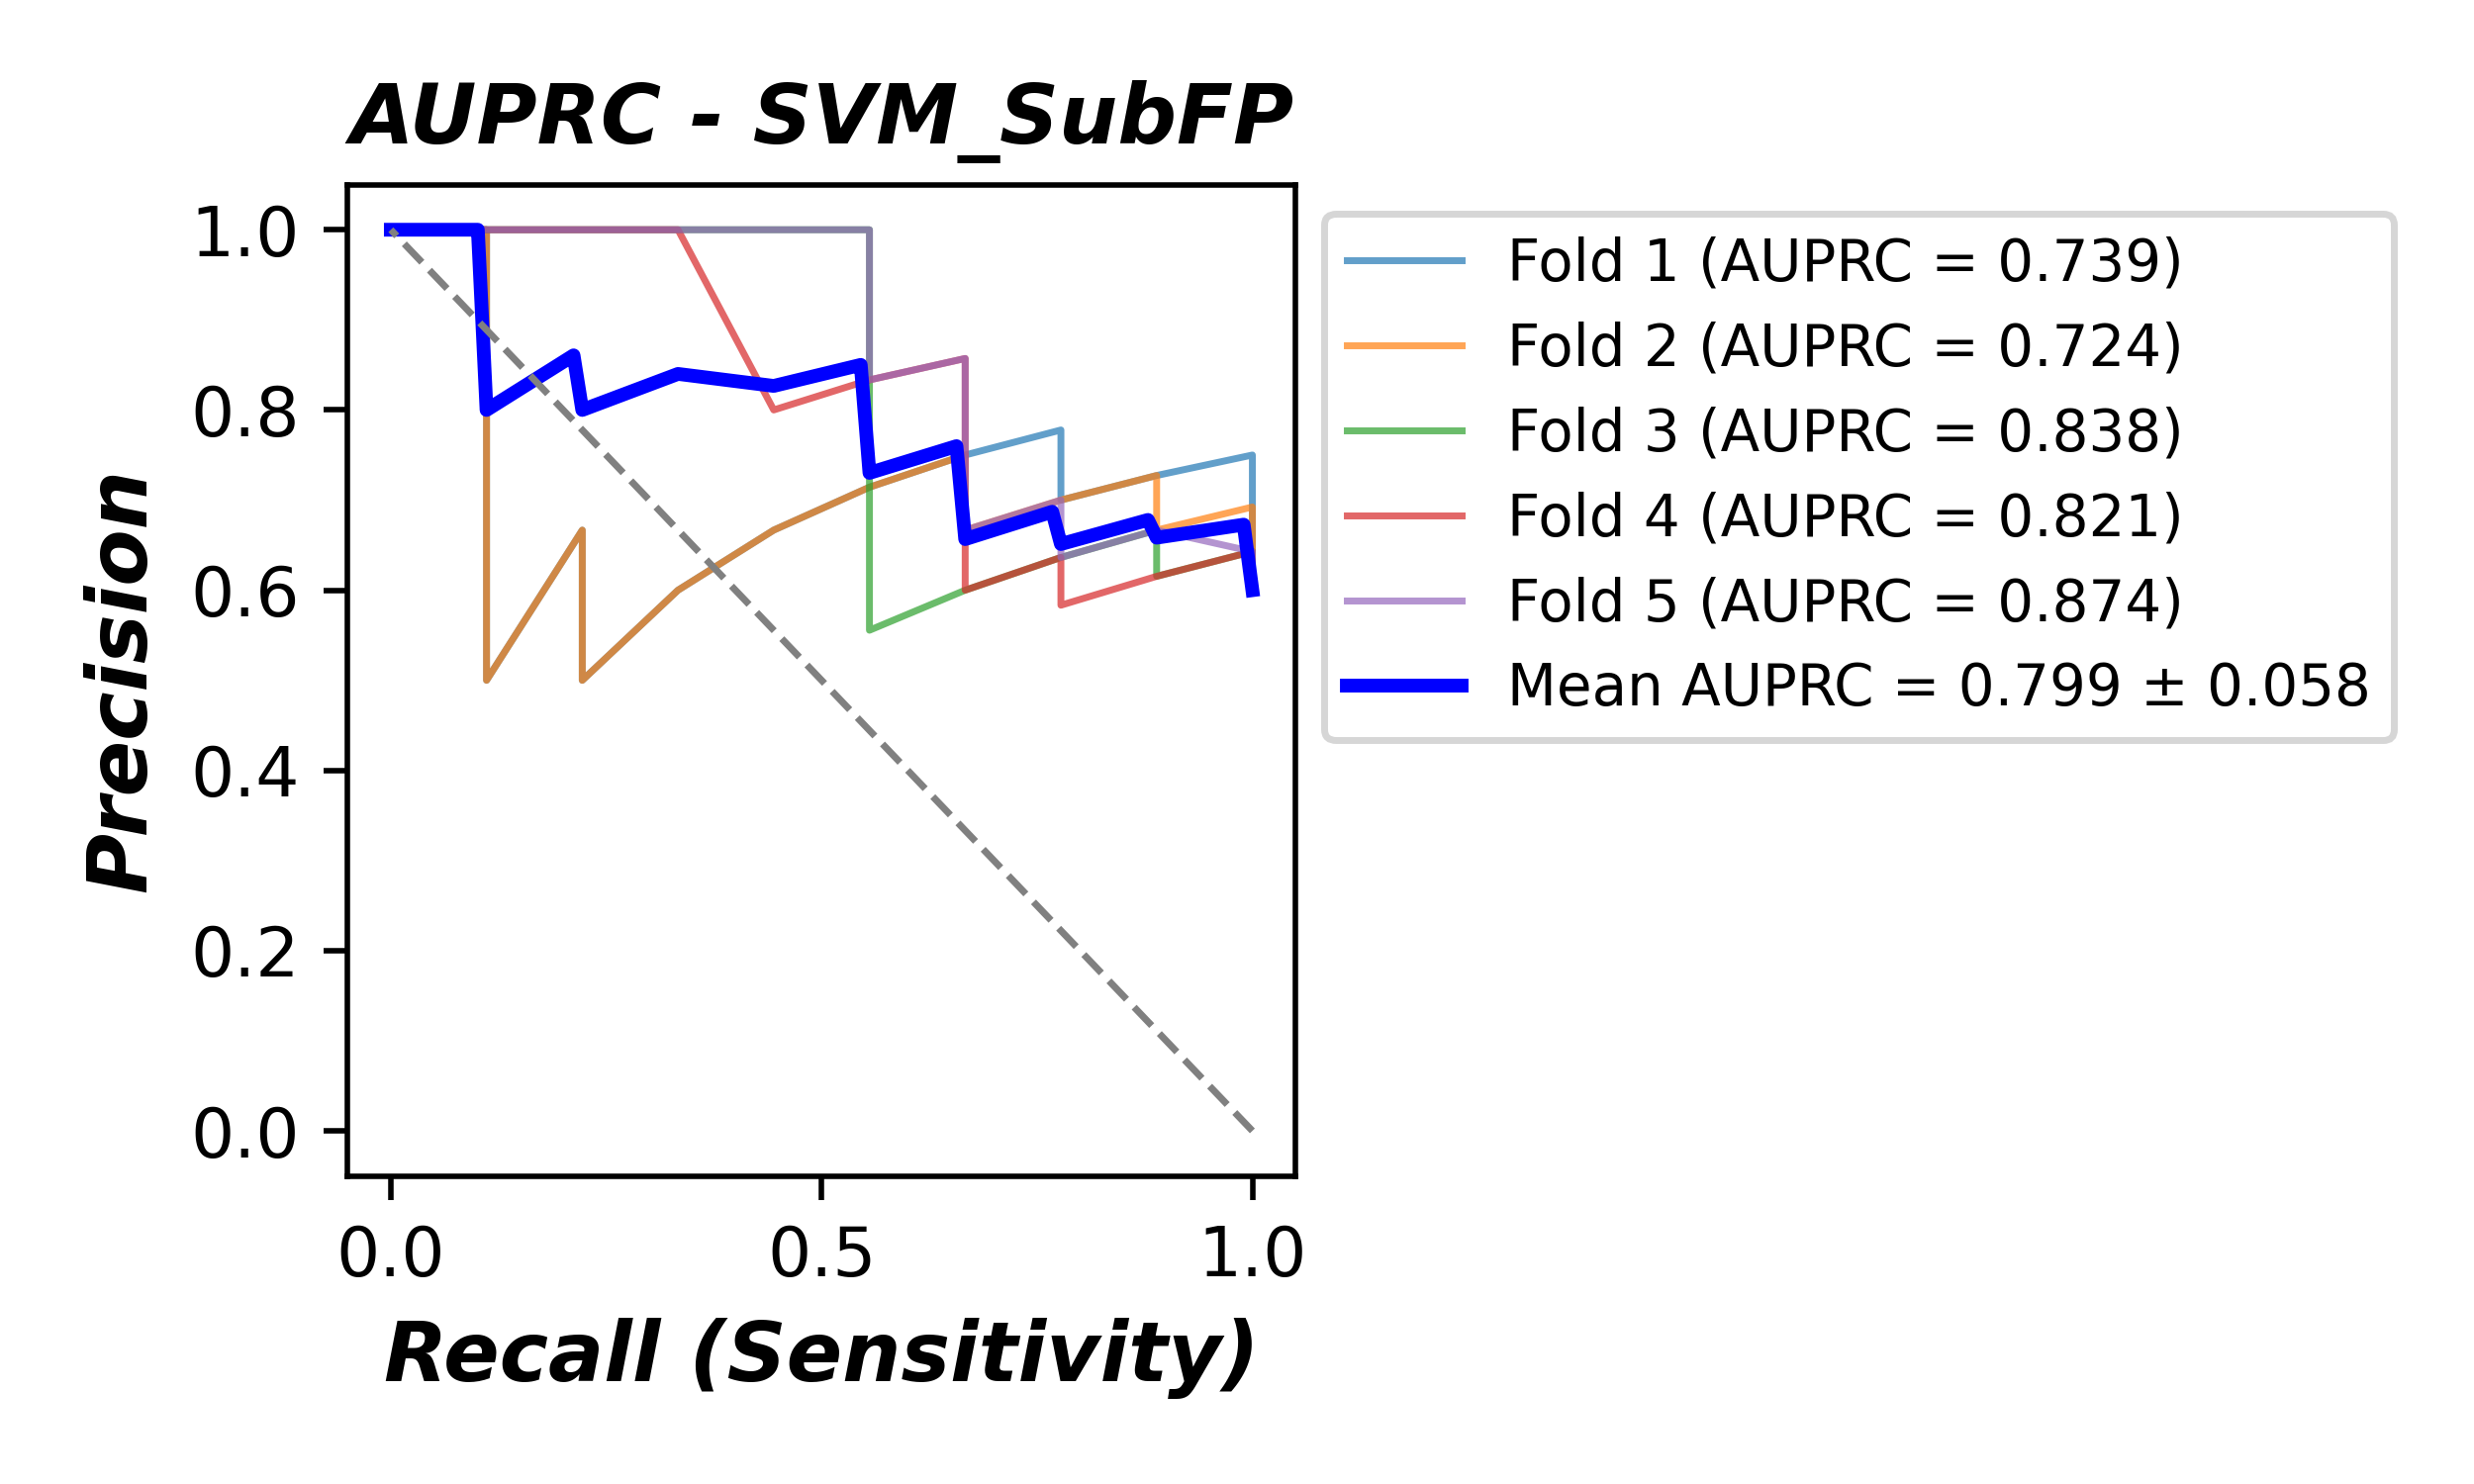 AUPRC - SVM_SubFP
Precision
1.0
0.8
0.6
0.4
0.2
0.0
0.0
0.5
1.0
Recall (Sensitivity)
Fold 1 (AUPRC = 0.739)
Fold 2 (AUPRC = 0.724)
Fold 3 (AUPRC = 0.838)
Fold 4 (AUPRC = 0.821)
Fold 5 (AUPRC = 0.874)
Mean AUPRC = 0.799 ± 0.058